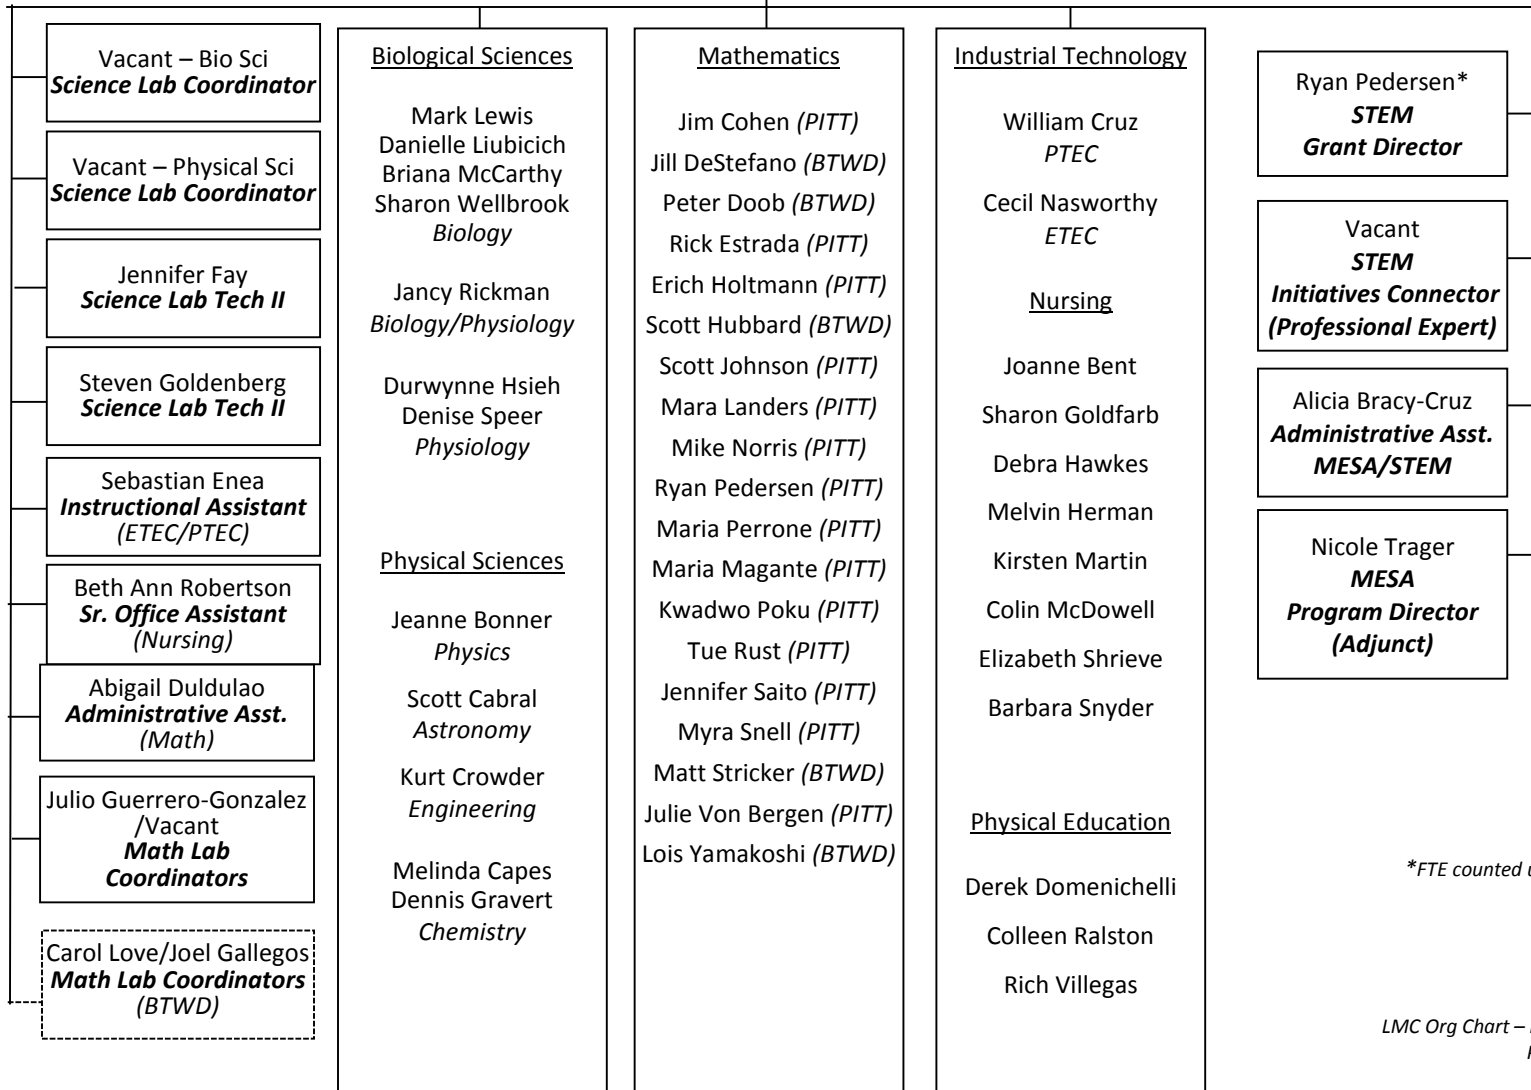 Vacant – Bio Sci
Science Lab Coordinator
Vacant – Physical Sci
Science Lab Coordinator
Jennifer Fay
Science Lab Tech II
Steven Goldenberg
Science Lab Tech II
Sebastian Enea
Instructional Assistant
(ETEC/PTEC)
Beth Ann Robertson
Sr. Office Assistant
(Nursing)
Abigail Duldulao
Administrative Asst.
(Math)
Julio Guerrero-Gonzalez
/Vacant
Math Lab
Coordinators
Carol Love/Joel Gallegos
Math Lab Coordinators
(BTWD)
Biological Sciences
Mark Lewis
Danielle Liubicich
Briana McCarthy
Sharon Wellbrook
Biology
Jancy Rickman
Biology/Physiology
Durwynne Hsieh
Denise Speer
Physiology
Physical Sciences
Jeanne Bonner
Physics
Scott Cabral
Astronomy
Kurt Crowder
Engineering
Melinda Capes
Dennis Gravert
Chemistry
Mathematics
Jim Cohen (PITT)
Jill DeStefano (BTWD)
Peter Doob (BTWD)
Rick Estrada (PITT)
Erich Holtmann (PITT)
Scott Hubbard (BTWD)
Scott Johnson (PITT)
Mara Landers (PITT)
Mike Norris (PITT)
Ryan Pedersen (PITT)
Maria Perrone (PITT)
Maria Magante (PITT)
Kwadwo Poku (PITT)
Tue Rust (PITT)
Jennifer Saito (PITT)
Myra Snell (PITT)
Matt Stricker (BTWD)
Julie Von Bergen (PITT)
Lois Yamakoshi (BTWD)
Industrial Technology
William Cruz
PTEC
Cecil Nasworthy
ETEC
Nursing
Joanne Bent
Sharon Goldfarb
Debra Hawkes
Melvin Herman
Kirsten Martin
Colin McDowell
Elizabeth Shrieve
Barbara Snyder
Physical Education
Derek Domenichelli
Colleen Ralston
Rich Villegas
Ryan Pedersen*
STEM
Grant Director
Vacant
STEM
Initiatives Connector
(Professional Expert)
Alicia Bracy-Cruz
Administrative Asst.
MESA/STEM
Nicole Trager
MESA
Program Director
(Adjunct)
*FTE counted
LMC Org Chart –